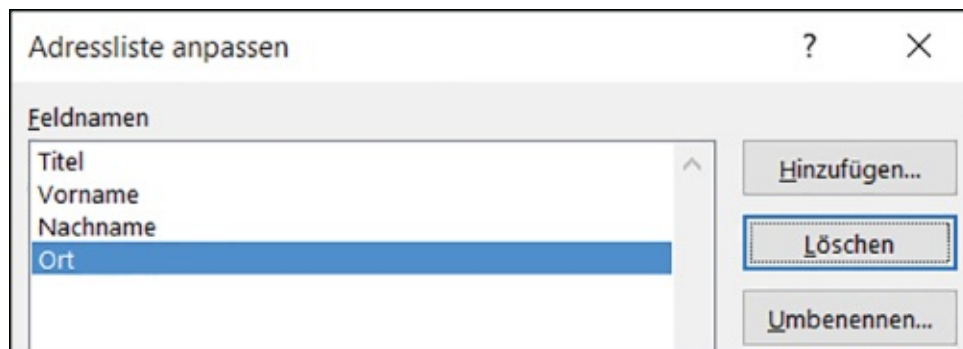 Adressliste anpassen
?
Feldnamen
Titel
Vorname
Nachname
Ort
Hinzufügen...
Löschen
Umbenennen...